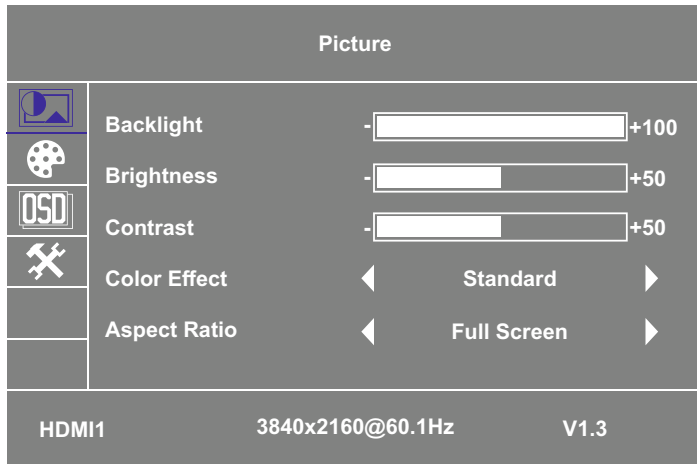 Picture
Backlight - +100
Brightness - +50
OSD
Contrast - +50
Color Effect Standard
Aspect Ratio Full Screen
HDMI1 3840x2160@60.1Hz V1.3